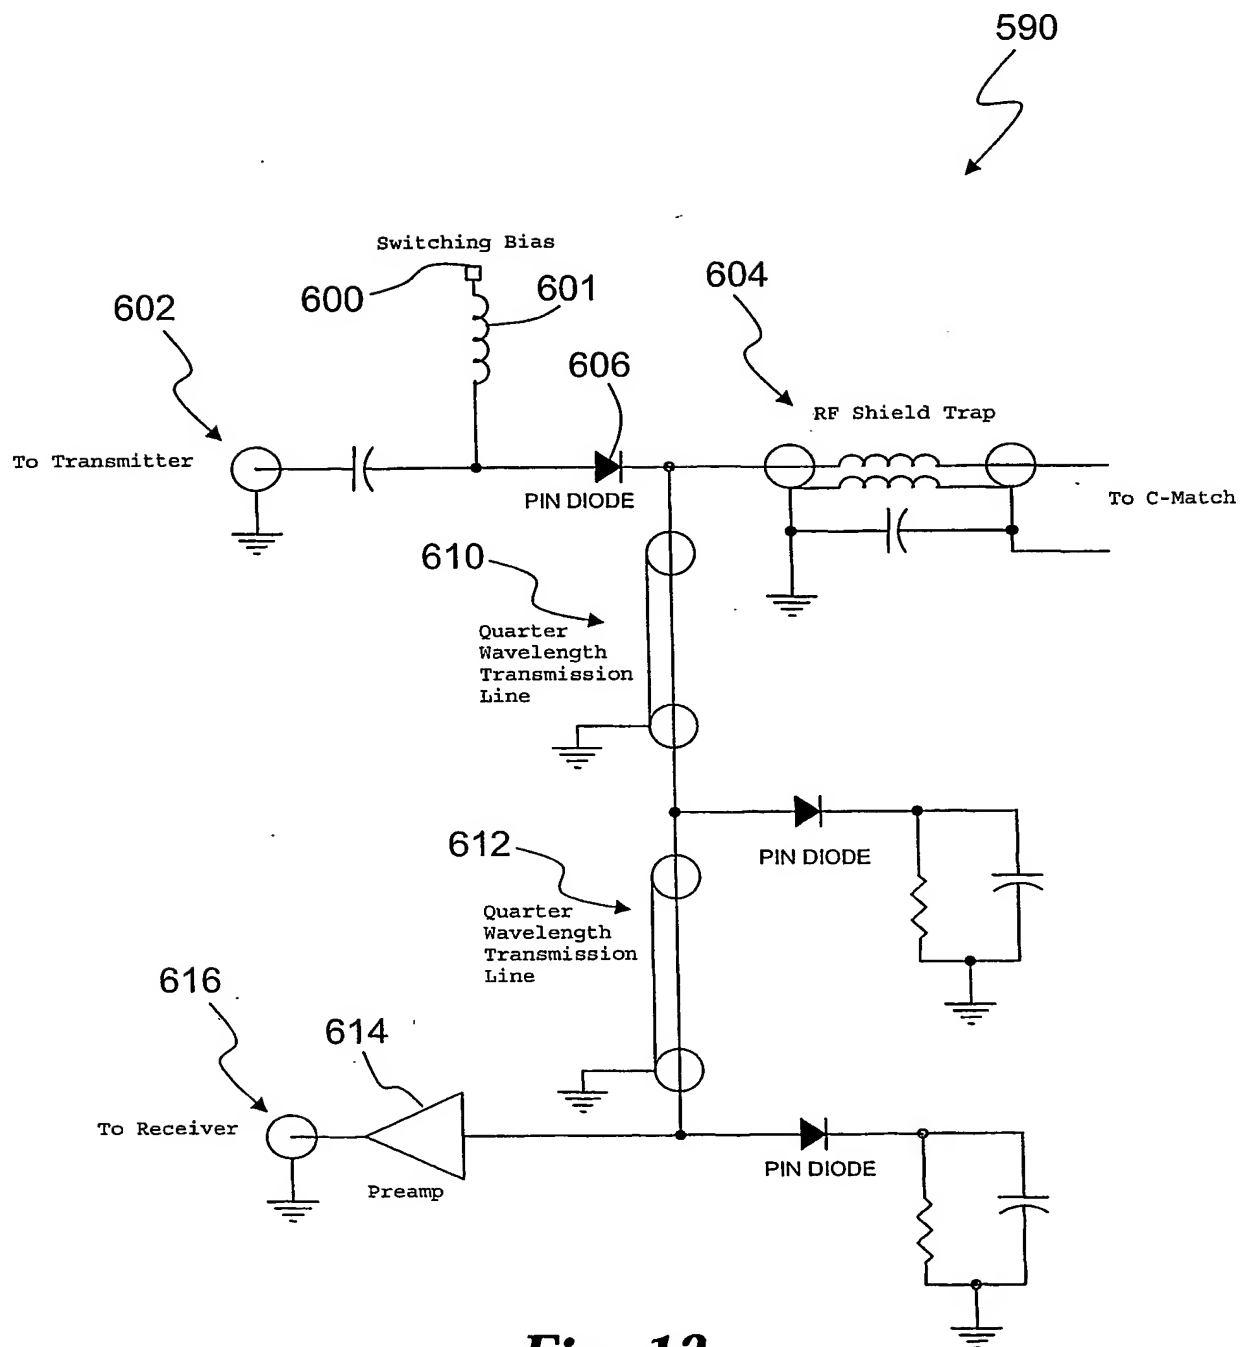 590
Switching Bias
600
601
602
604
606
RF Shield Trap
To Transmitter
PIN DIODE
To C-Match
610
Quarter
Wavelength
Transmission
Line
612
PIN DIODE
Quarter
Wavelength
Transmission
Line
616
614
To Receiver
PIN DIODE
Preamp